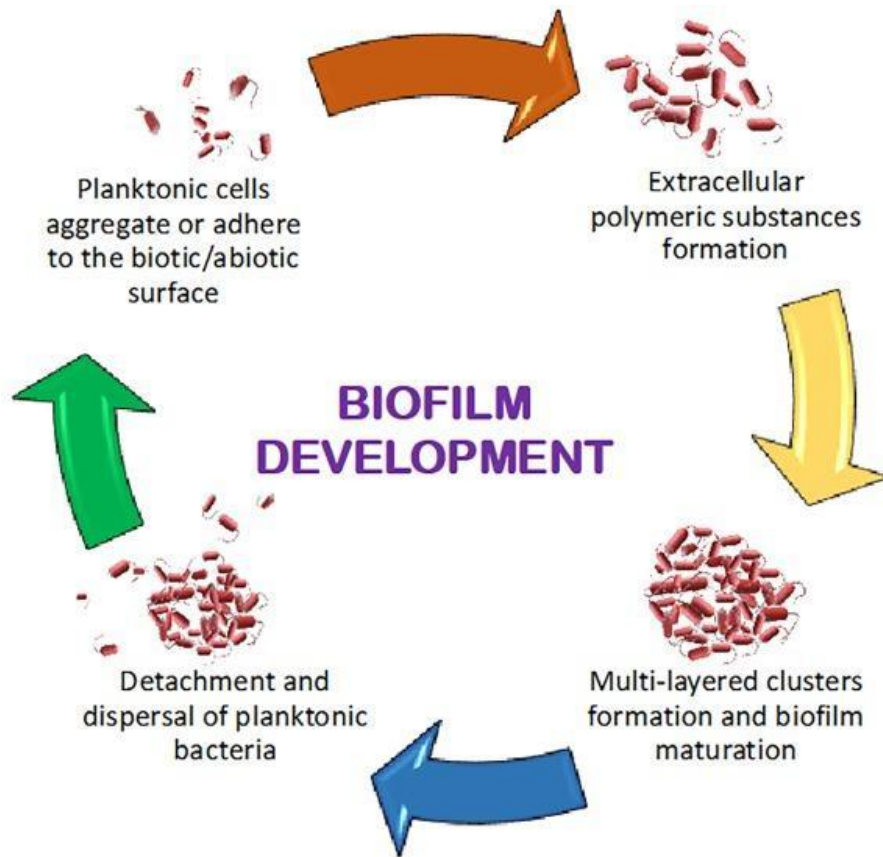 Planktonic cells
aggregate or adhere
to the biotic/abiotic
surface
Extracellular
polymeric substances
formation
BIOFILM
DEVELOPMENT
Detachment and
dispersal of planktonic
bacteria
Multi-layered clusters
formation and biofilm
maturation